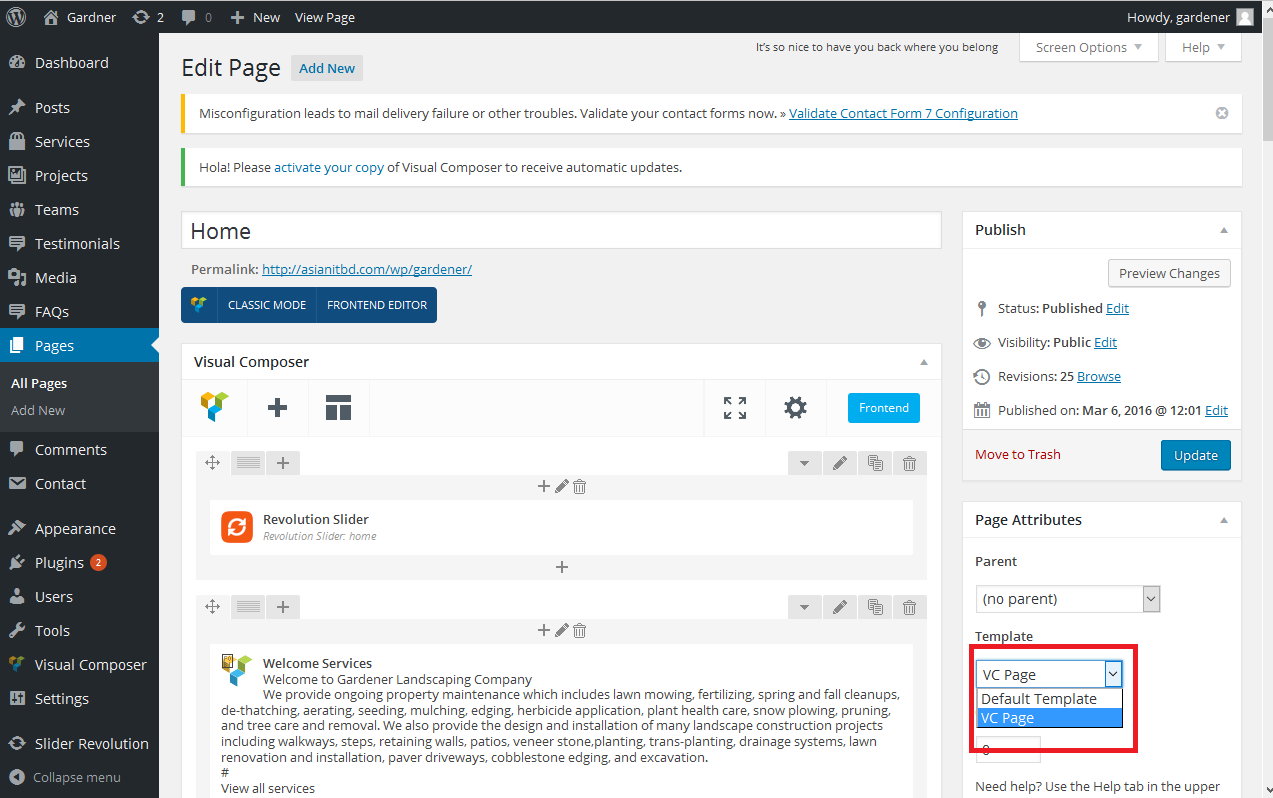 Gardner 2 0 New View Page Howdy, gardener
Dashboard
Posts
Services
Projects
Teams
Testimonials
Media
FAQs
Pages
All Pages
Add New
Comments
Contact
Appearance
Plugins 2
Users
Tools
Visual Composer
Settings
Slider Revolution
Collapse menu
It's so nice to have you back where you belong
Screen Options
Help
Edit Page Add New
Misconfiguration leads to mail delivery failure or other troubles. Validate your contact forms now. » Validate Contact Form 7 Configuration
Hola! Please activate your copy of Visual Composer to receive automatic updates.
Home
Permalink: http://asianitbd.com/wp/gardener/
CLASSIC MODE FRONTEND EDITOR
Visual Composer
Frontend
Revolution Slider
Revolution Slider: home
Welcome Services
Welcome to Gardener Landscaping Company
We provide ongoing property maintenance which includes lawn mowing, fertilizing, spring and fall cleanups,
de-thatching, aerating, seeding, mulching, edging, herbicide application, plant health care, snow plowing, pruning,
and tree care and removal. We also provide the design and installation of many landscape construction projects
including walkways, steps, retaining walls, patios, veneer stone,planting, trans-planting, drainage systems, lawn
renovation and installation, paver driveways, cobblestone edging, and excavation.
#
View all services
Publish
Preview Changes
Status: Published Edit
Visibility: Public Edit
Revisions: 25 Browse
Published on: Mar 6, 2016 @ 12:01 Edit
Move to Trash
Update
Page Attributes
Parent
(no parent)
Template
VC Page
Default Template
VC Page
Need help? Use the Help tab in the upper